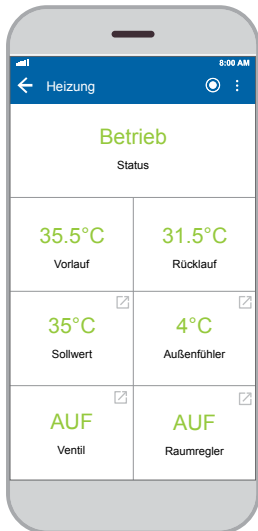 8:00 AM
Heizung
Betrieb
Status
35.5°C
31.5°C
Vorlauf
Rücklauf
35°C
4°C
Sollwert
Außenfühler
AUF
AUF
Ventil
Raumregler